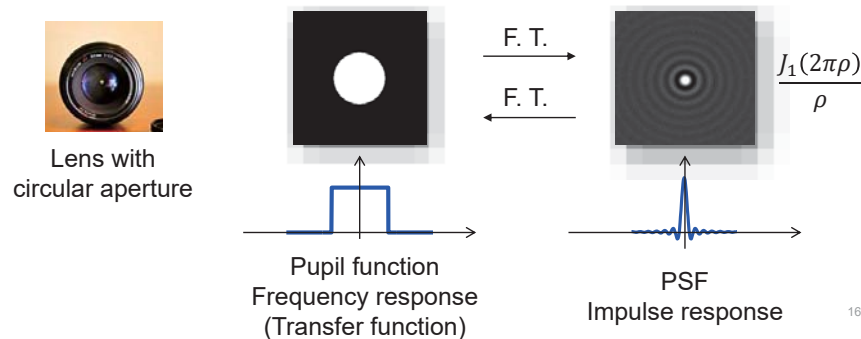 F. T.
F. T.
J₁(2πρ)
ρ
Lens with
circular aperture
Pupil function
Frequency response
(Transfer function)
PSF
Impulse response
16